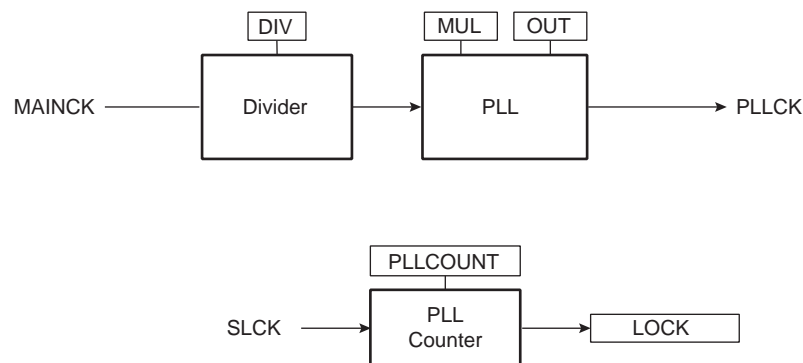 DIV
MUL
OUT
MAINCK
Divider
PLL
PLLCK
PLLCOUNT
SLCK
PLL
Counter
LOCK